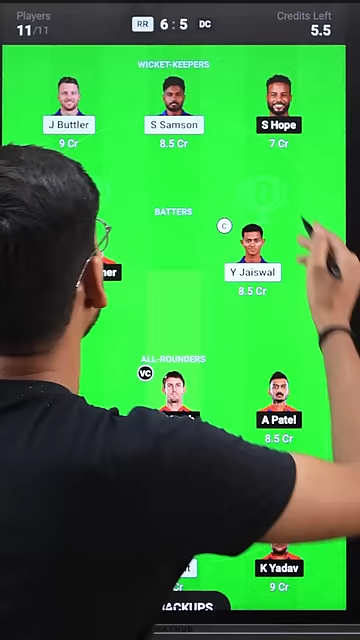 Players
11/11
RR 6 : 5 DC
Credits Left
5.5
WICKET-KEEPERS
J Buttler
S Samson
S Hope
9 Cr
8.5 Cr
7 Cr
BATTERS
C
Y Jaiswal
8.5 Cr
ALL-ROUNDERS
VC
A Patel
8.5 Cr
K Yadav
9 Cr
BACKUPS